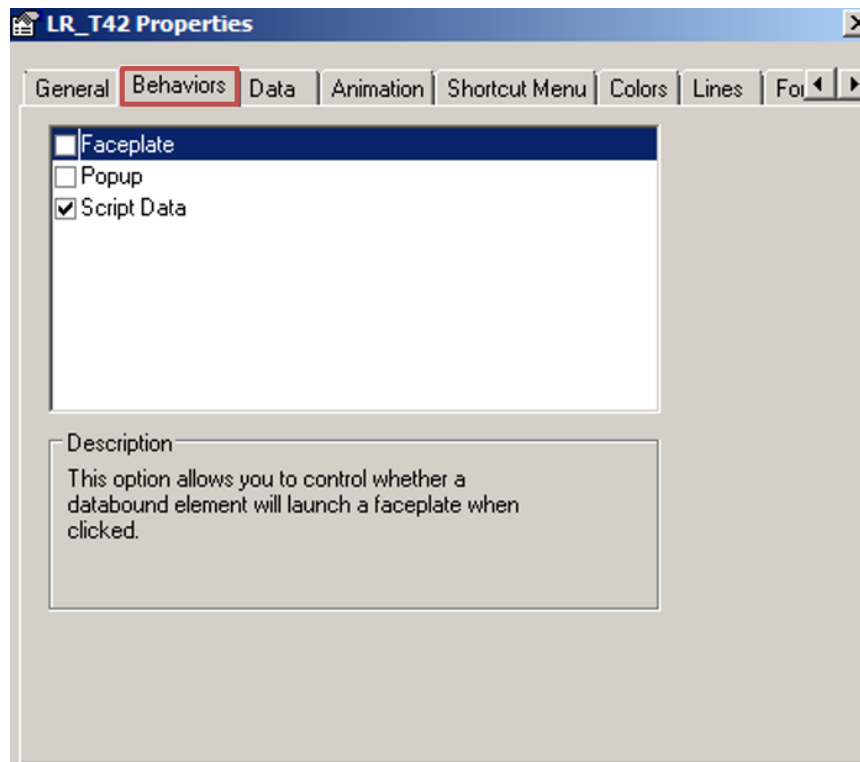 LR_T42 Properties
General Behaviors Data Animation Shortcut Menu Colors Lines
Faceplate
Popup
Script Data
Description
This option allows you to control whether a
databound element will launch a faceplate when
clicked.